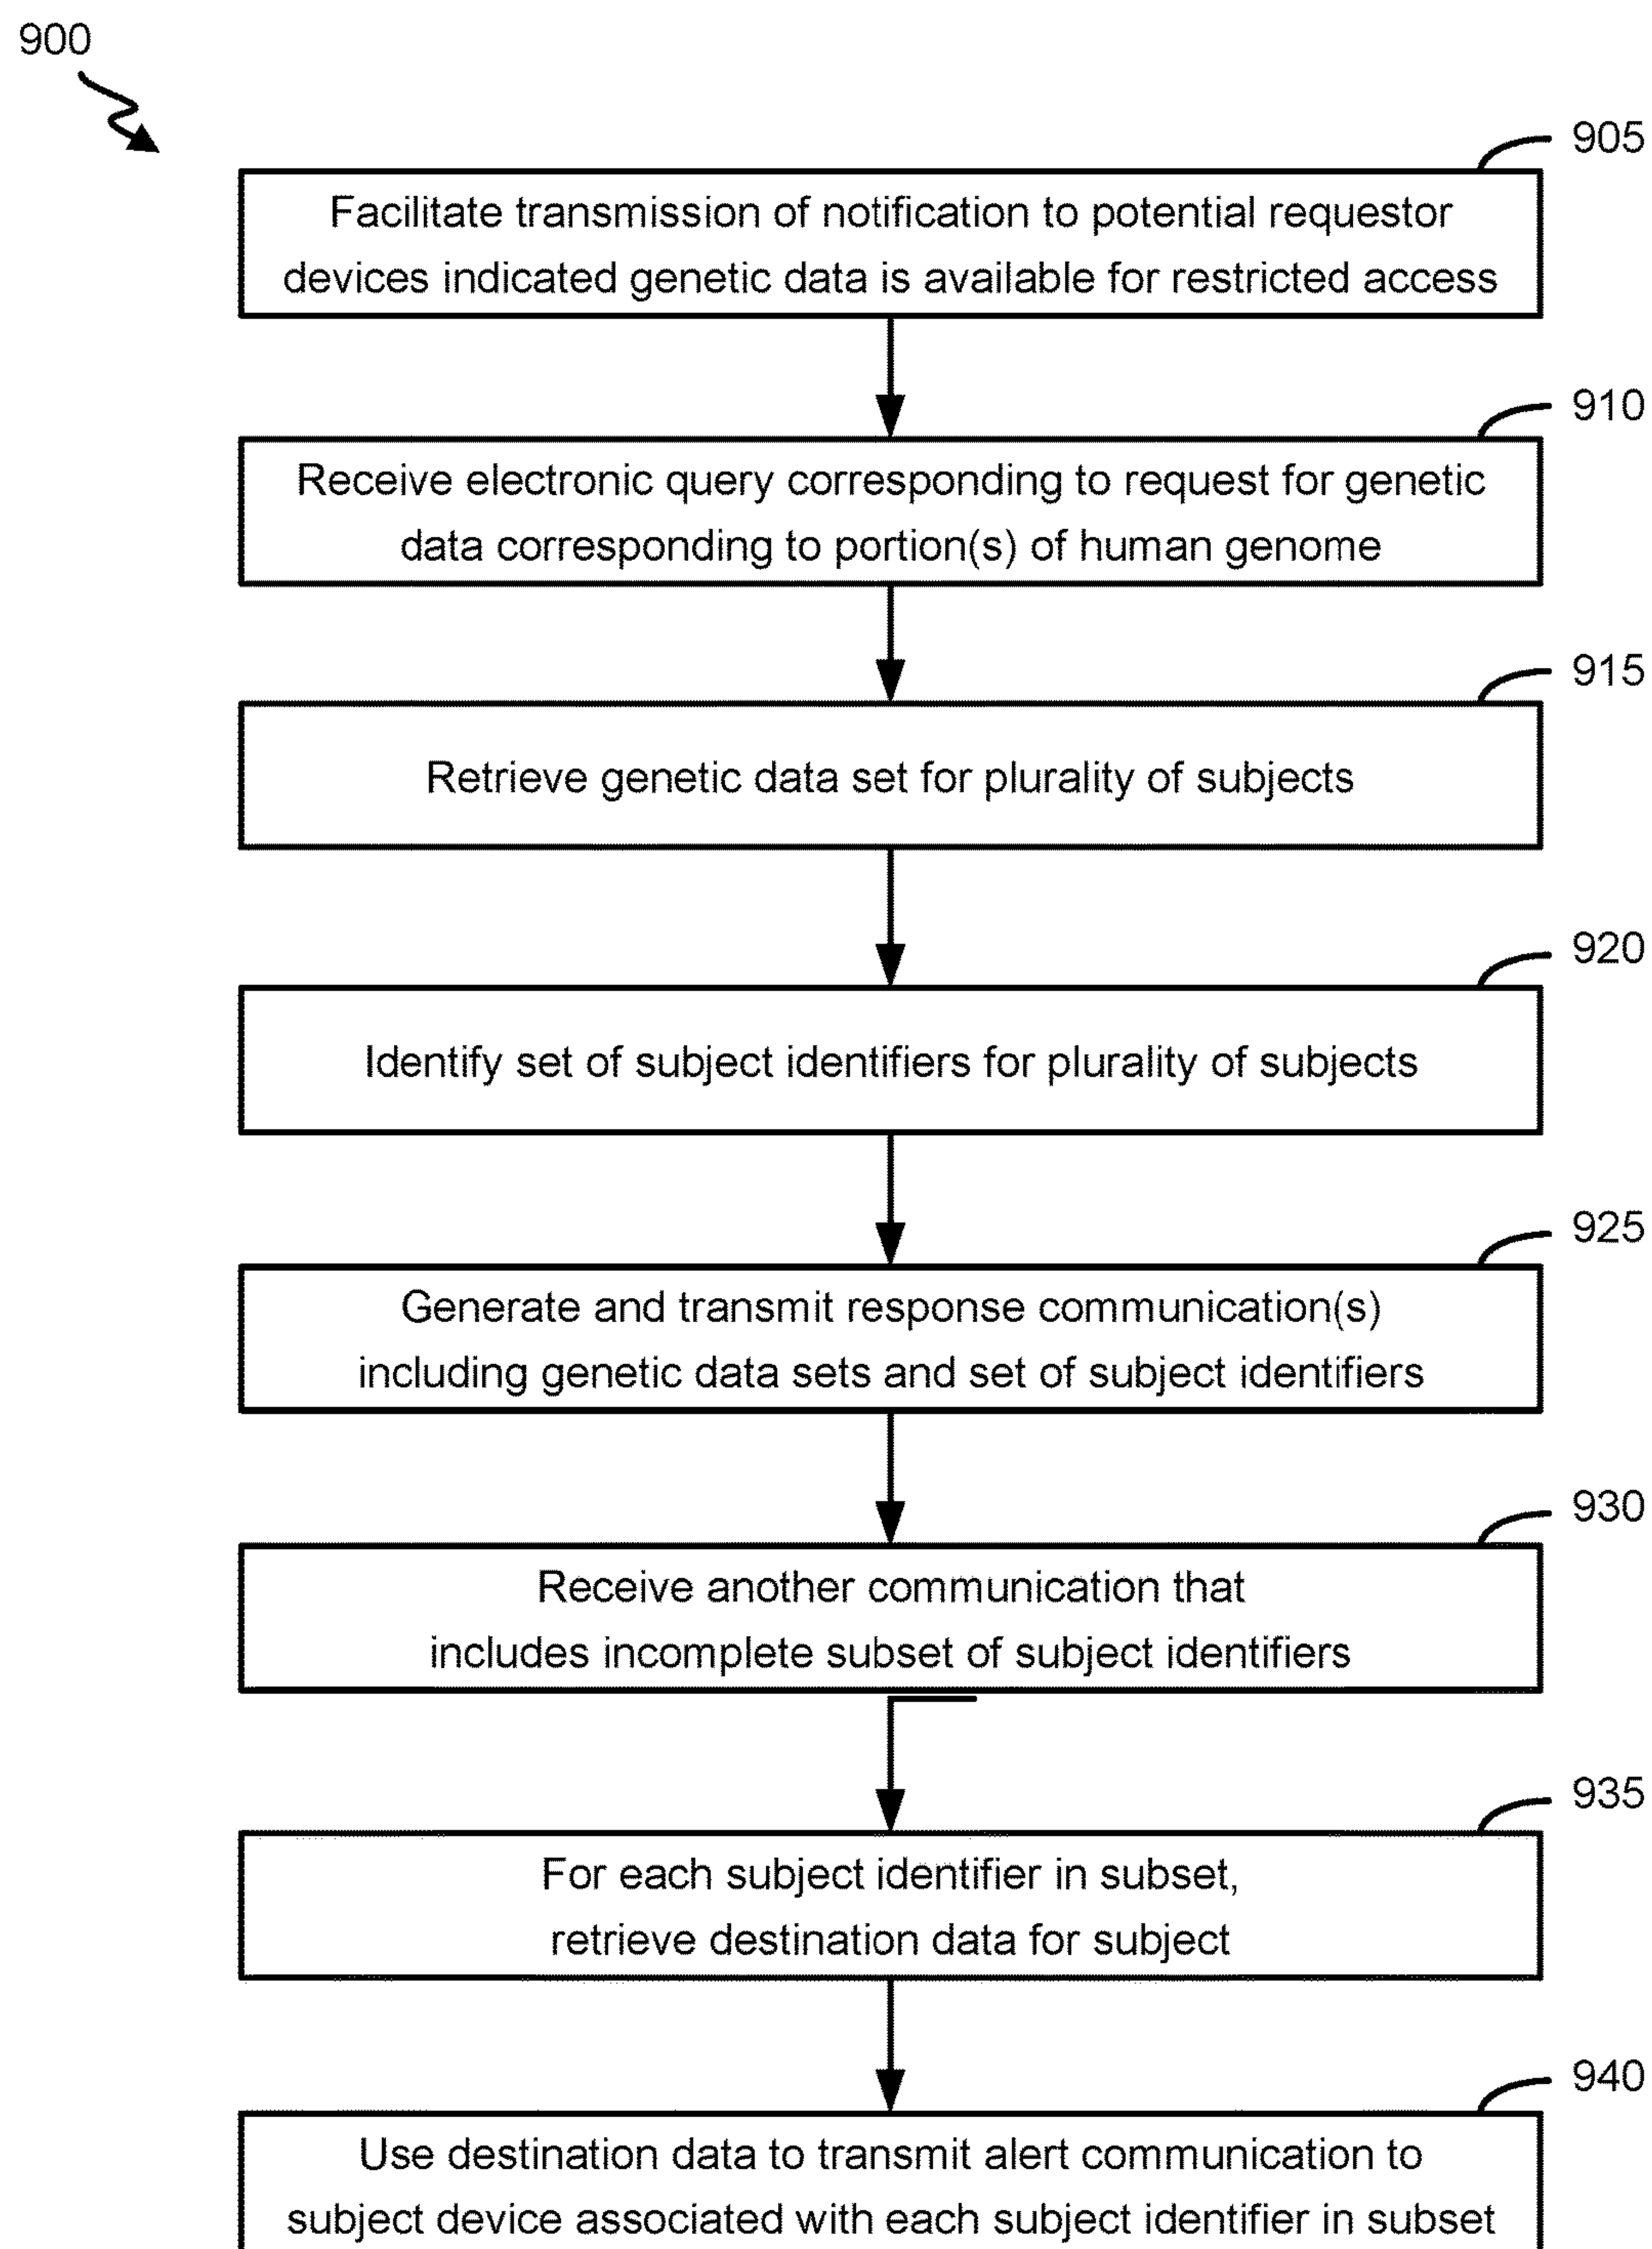 900
905
Facilitate transmission of notification to potential requestor
devices indicated genetic data is available for restricted access
910
Receive electronic query corresponding to request for genetic
data corresponding to portion(s) of human genome
915
Retrieve genetic data set for plurality of subjects
920
Identify set of subject identifiers for plurality of subjects
925
Generate and transmit response communication(s)
including genetic data sets and set of subject identifiers
930
Receive another communication that
includes incomplete subset of subject identifiers
935
For each subject identifier in subset,
retrieve destination data for subject
940
Use destination data to transmit alert communication to
subject device associated with each subject identifier in subset